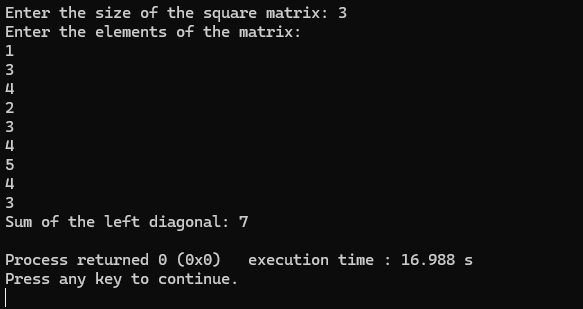 Enter the size of the square matrix: 3
Enter the elements of the matrix:
1
3
4
2
3
4
5
4
3
Sum of the left diagonal: 7
Process returned 0 (0x0)   execution time : 16.988 s
Press any key to continue.